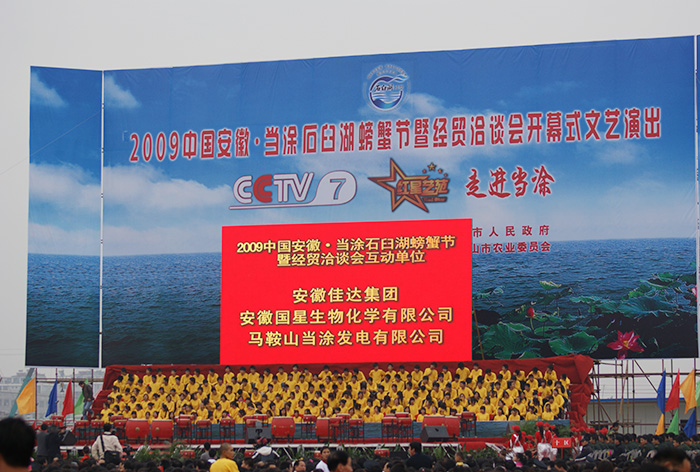 2009中国安徽·当涂石臼湖螃蟹节暨经贸洽谈会开幕式文艺演出
CCTV 7 红星艺苑 走进当涂
市人民政府
山市农业委员会
2009中国安徽·当涂石臼湖螃蟹节
暨经贸洽谈会互动单位
安徽佳达集团
安徽国星生物化学有限公司
马鞍山当涂发电有限公司